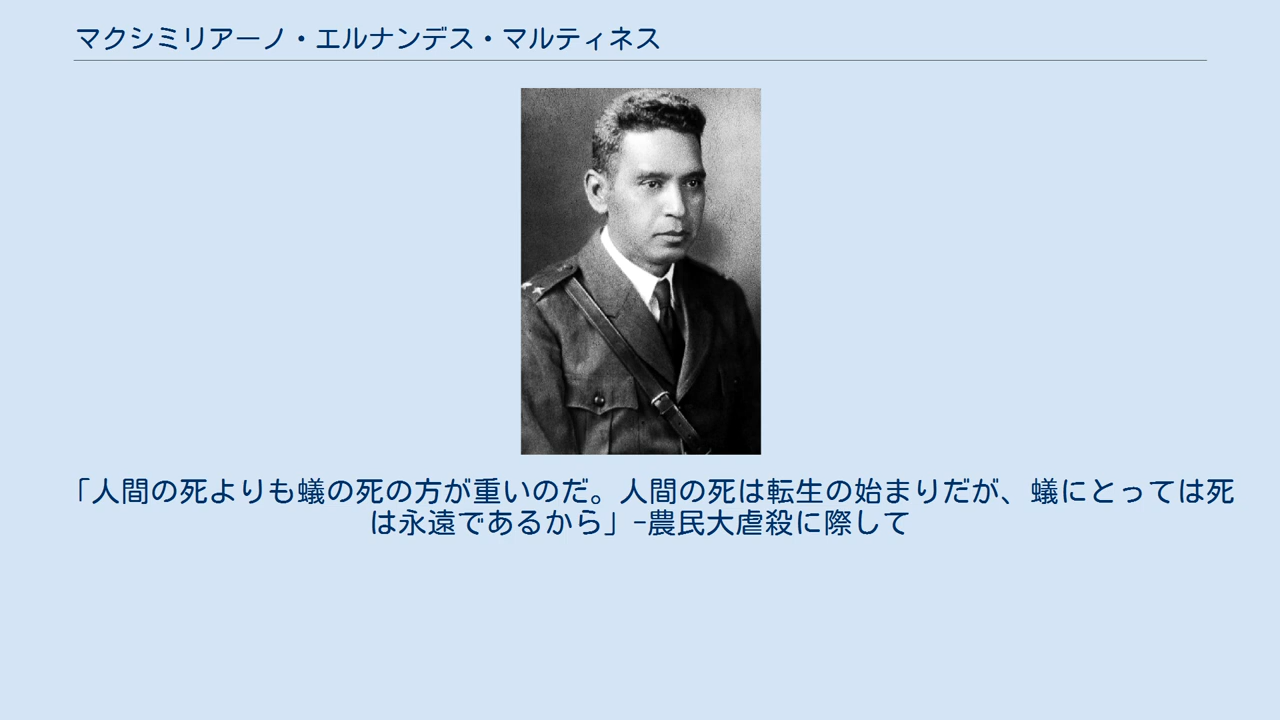 マクシミリアーノ・エルナンデス・マルティネス
「人間の死よりも蟻の死の方が重いのだ。人間の死は転生の始まりだが、蟻にとっては死
は永遠であるから」-農民大虐殺に際して